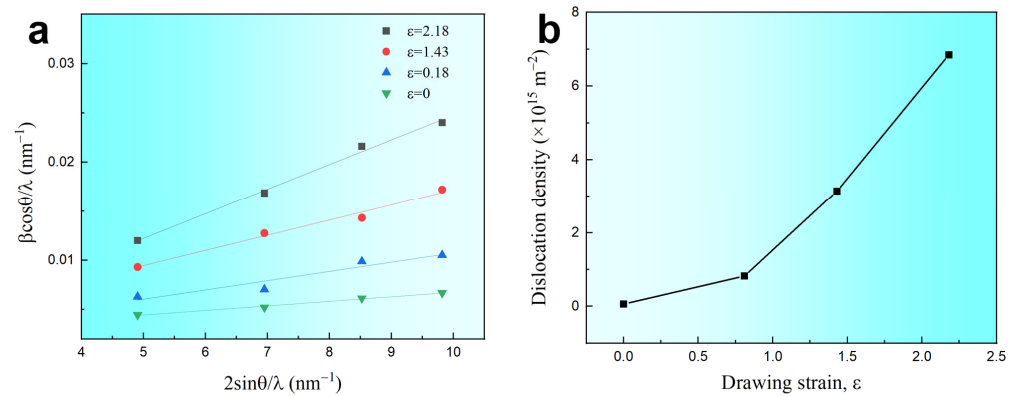 a
ε=2.18
ε=1.43
ε=0.18
ε=0
0.03
0.02
0.01
βcosθ/λ (nm⁻¹)
4 5 6 7 8 9 10
2sinθ/λ (nm⁻¹)
b
8
6
4
2
0
Dislocation density (×10¹⁵ m⁻²)
0.0 0.5 1.0 1.5 2.0 2.5
Drawing strain, ε